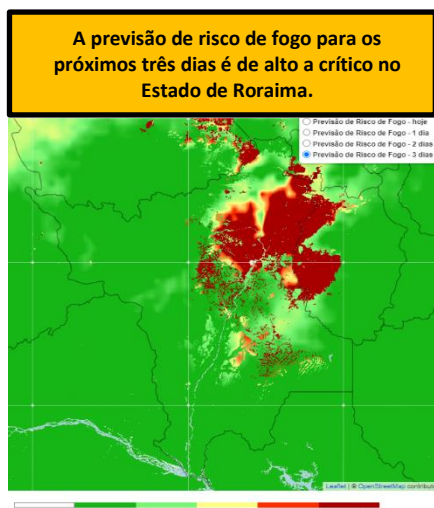 A previsão de risco de fogo para os
próximos três dias é de alto a crítico no
Estado de Roraima.
Previsão de Risco de Fogo - hoje
Previsão de Risco de Fogo - 1 dia
Previsão de Risco de Fogo - 2 dias
Previsão de Risco de Fogo - 3 dias
Leaflet | © OpenStreetMap contribut